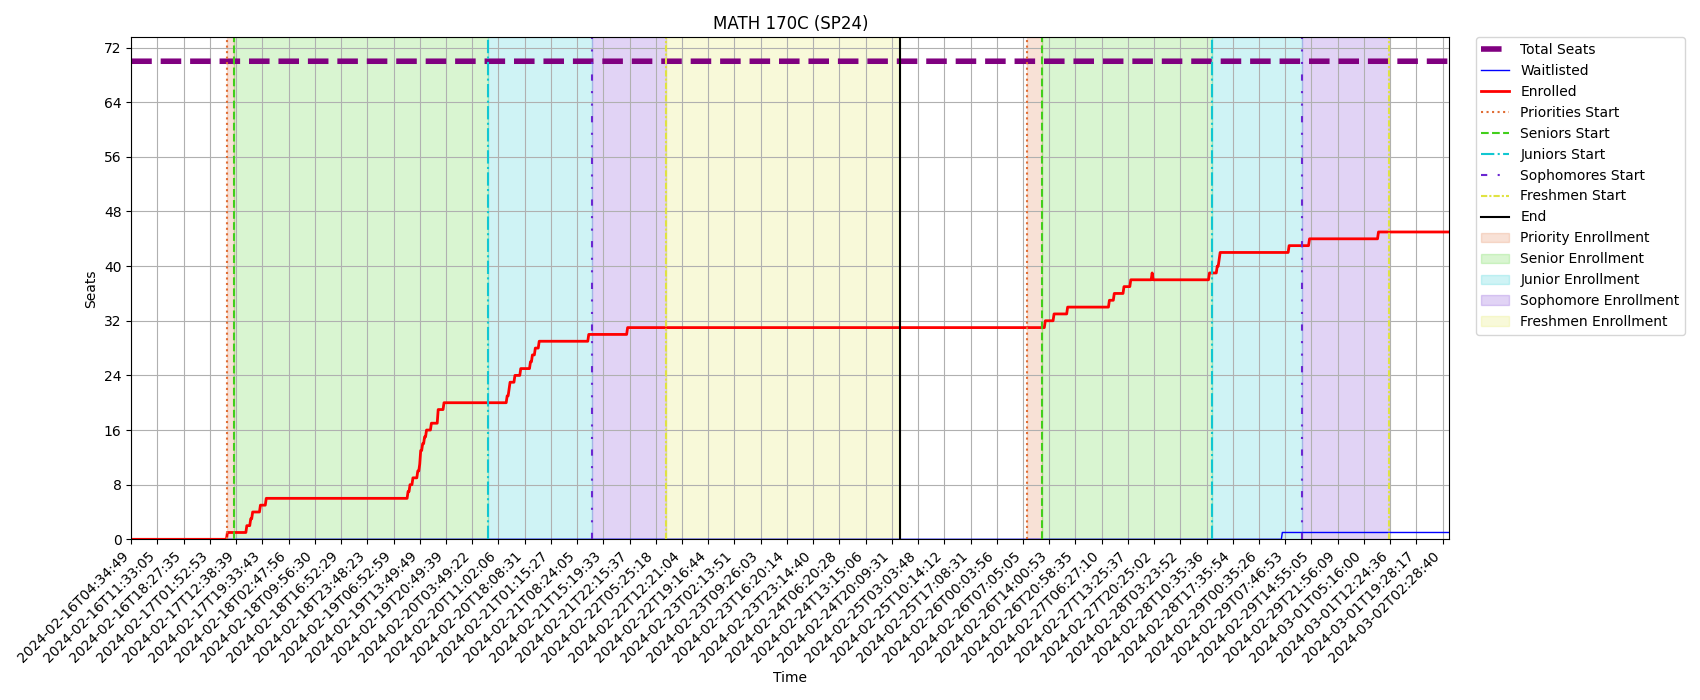 MATH 170C (SP24)
Seats
72
64
56
48
40
32
24
16
8
0
2024-02-16T04:34:49
2024-02-16T11:33:05
2024-02-16T18:27:35
2024-02-17T01:52:53
2024-02-17T12:38:39
2024-02-17T19:33:43
2024-02-18T02:47:56
2024-02-18T09:56:30
2024-02-18T16:52:29
2024-02-18T23:48:23
2024-02-19T06:52:59
2024-02-19T13:49:49
2024-02-19T20:49:39
2024-02-20T03:49:22
2024-02-20T11:02:06
2024-02-20T18:08:31
2024-02-21T01:15:27
2024-02-21T08:24:05
2024-02-21T15:19:33
2024-02-21T22:15:37
2024-02-22T05:25:18
2024-02-22T12:21:04
2024-02-22T19:16:44
2024-02-23T02:13:51
2024-02-23T09:26:03
2024-02-23T16:20:14
2024-02-23T23:14:40
2024-02-24T06:20:28
2024-02-24T13:15:06
2024-02-24T20:09:31
2024-02-25T03:03:48
2024-02-25T10:14:12
2024-02-25T17:08:31
2024-02-26T00:03:56
2024-02-26T07:05:05
2024-02-26T14:00:53
2024-02-26T20:58:35
2024-02-27T06:27:10
2024-02-27T13:25:37
2024-02-27T20:25:02
2024-02-28T03:23:52
2024-02-28T10:35:36
2024-02-28T17:35:54
2024-02-29T00:35:26
2024-02-29T07:46:53
2024-02-29T14:55:05
2024-02-29T21:56:09
2024-03-01T05:16:00
2024-03-01T12:24:36
2024-03-01T19:28:17
2024-03-02T02:28:40
Time
Total Seats
Waitlisted
Enrolled
Priorities Start
Seniors Start
Juniors Start
Sophomores Start
Freshmen Start
End
Priority Enrollment
Senior Enrollment
Junior Enrollment
Sophomore Enrollment
Freshmen Enrollment